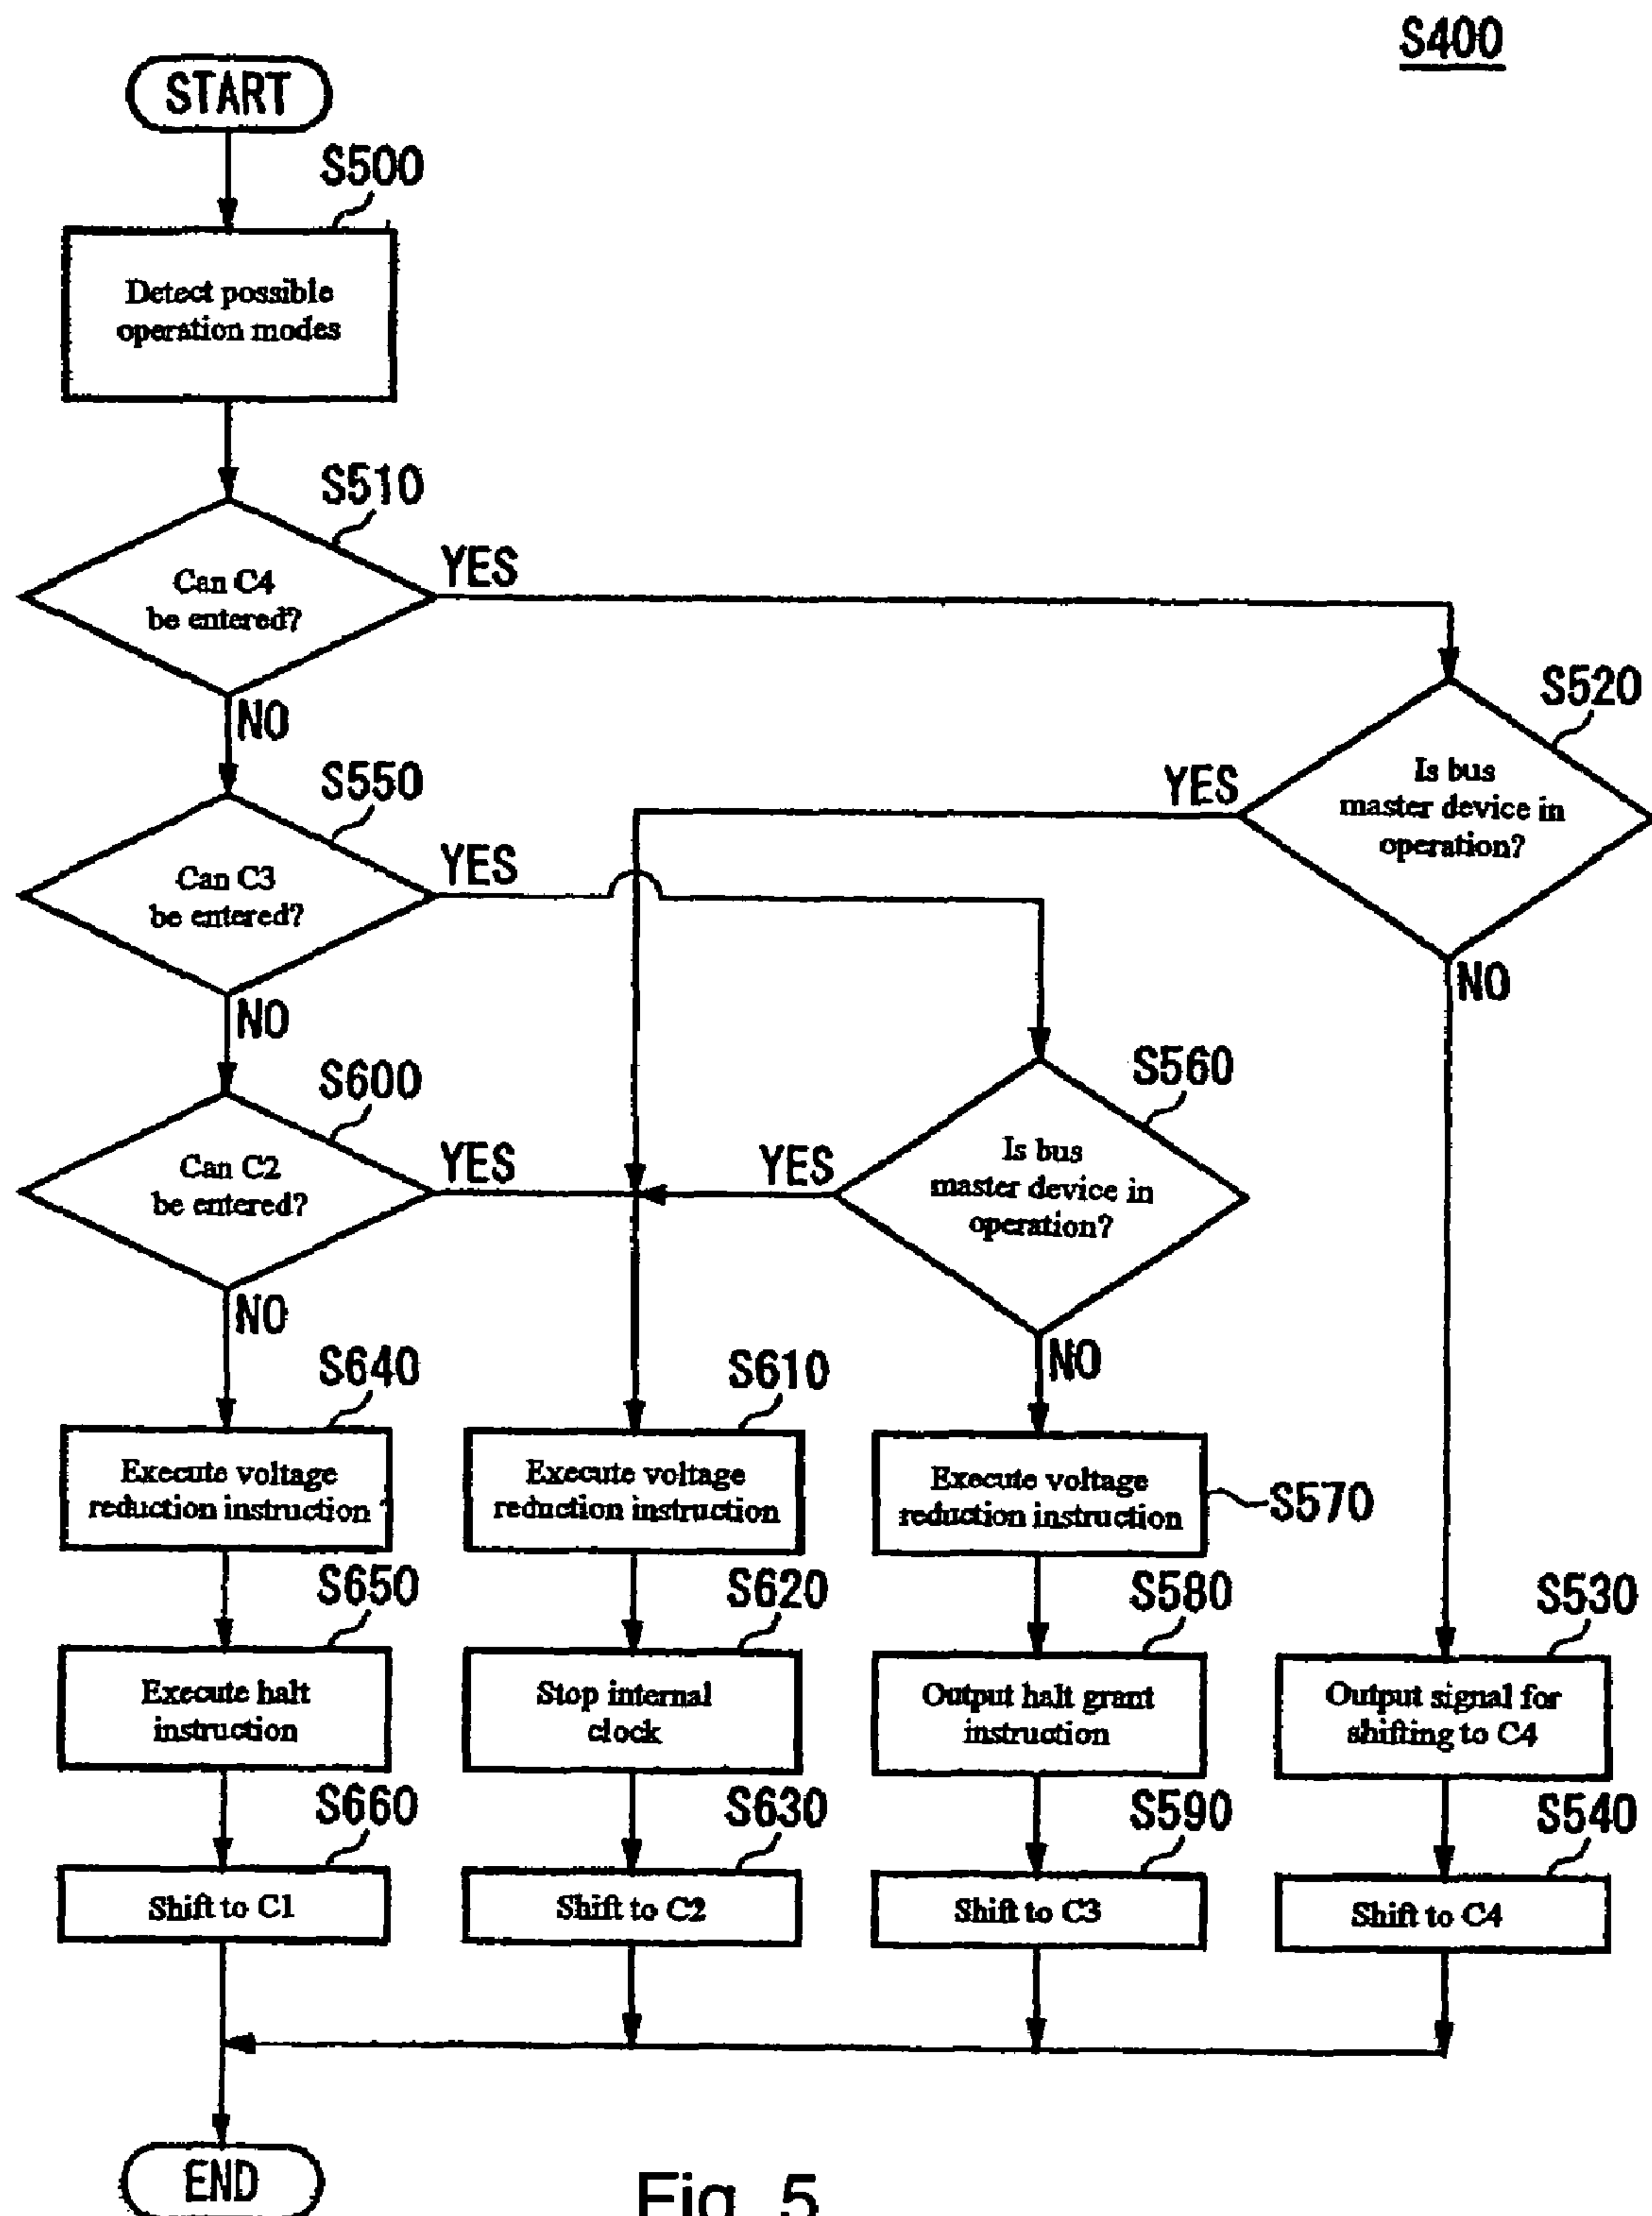 S400
START
S500
Detect possible
operation modes
S510
Can C4
be entered?
YES
NO
S520
Is bus
master device in
operation?
YES
NO
S550
Can C3
be entered?
YES
NO
S560
Is bus
master device in
operation?
YES
NO
S600
Can C2
be entered?
YES
NO
S640
Execute voltage
reduction instruction
S610
Execute voltage
reduction instruction
Execute voltage
reduction instruction
S570
S650
Execute halt
instruction
S620
Stop internal
clock
S580
Output halt grant
instruction
S530
Output signal for
shifting to C4
S660
Shift to C1
S630
Shift to C2
S590
Shift to C3
S540
Shift to C4
END
Fig. 5